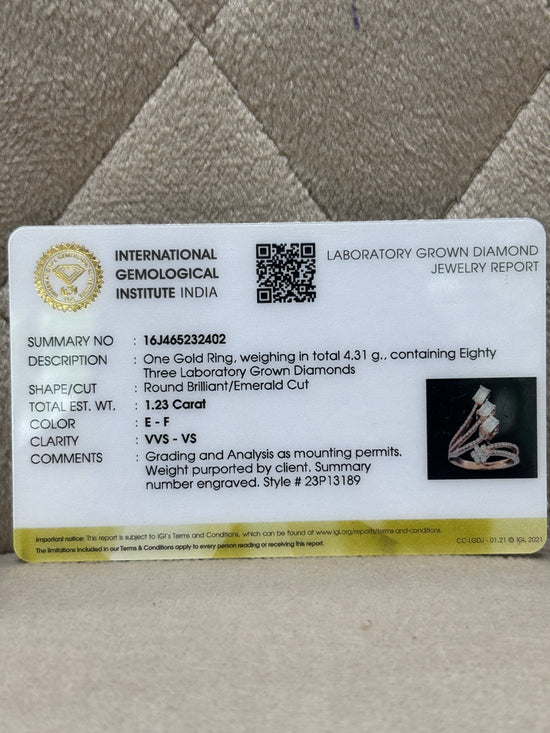 INTERNATIONAL
GEMOLOGICAL
INSTITUTE INDIA
LABORATORY GROWN DIAMOND
JEWELRY REPORT
SUMMARY NO : 16J465232402
DESCRIPTION : One Gold Ring, weighing in total 4.31 g., containing Eighty
Three Laboratory Grown Diamonds
SHAPE/CUT : Round Brilliant/Emerald Cut
TOTAL EST. WT. : 1.23 Carat
COLOR : E - F
CLARITY : VVS - VS
COMMENTS : Grading and Analysis as mounting permits.
Weight purported by client. Summary
number engraved. Style # 23P13189
Important notice: This report is subject to IGI's Terms and Conditions, which can be found at www.igi.org/reports/terms-and-conditions.
The limitations included in our Terms & Conditions apply to every person reading or receiving this report.
CC-LGDJ - 01.21 © IGI, 2021